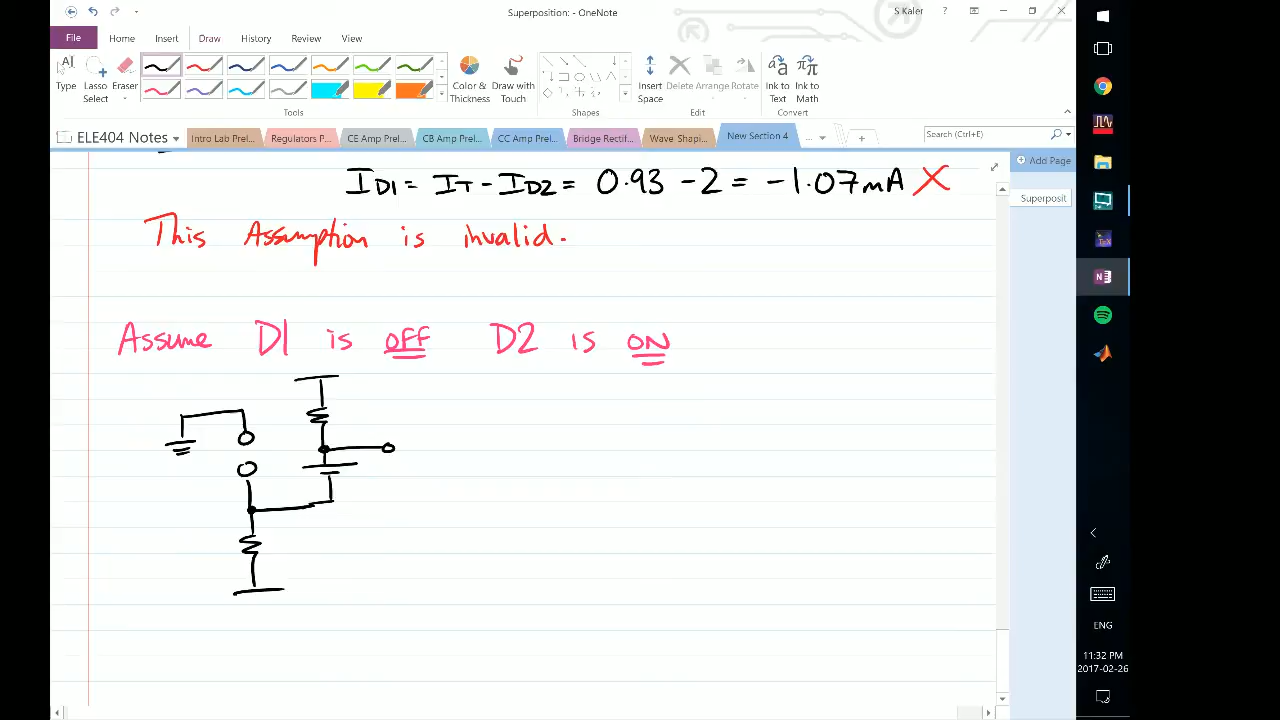 Superposition: - OneNote
S Kaler
?
File Home Insert Draw History Review View
Type
Lasso Select
Eraser
Color & Thickness
Draw with Touch
Insert Space
Delete
Arrange
Rotate
Ink to Text
Ink to Math
Tools
Shapes
Edit
Convert
ELE404 Notes
Intro Lab Prel...
Regulators P...
CE Amp Prel...
CB Amp Prel...
CC Amp Prel...
Bridge Rectif...
Wave Shapi...
New Section 4
...
Search (Ctrl+E)
Add Page
Superposit
ID1 = IT - ID2 = 0.93 - 2 = -1.07mA X
This Assumption is invalid.
Assume D1 is OFF D2 is ON
ENG
11:32 PM
2017-02-26